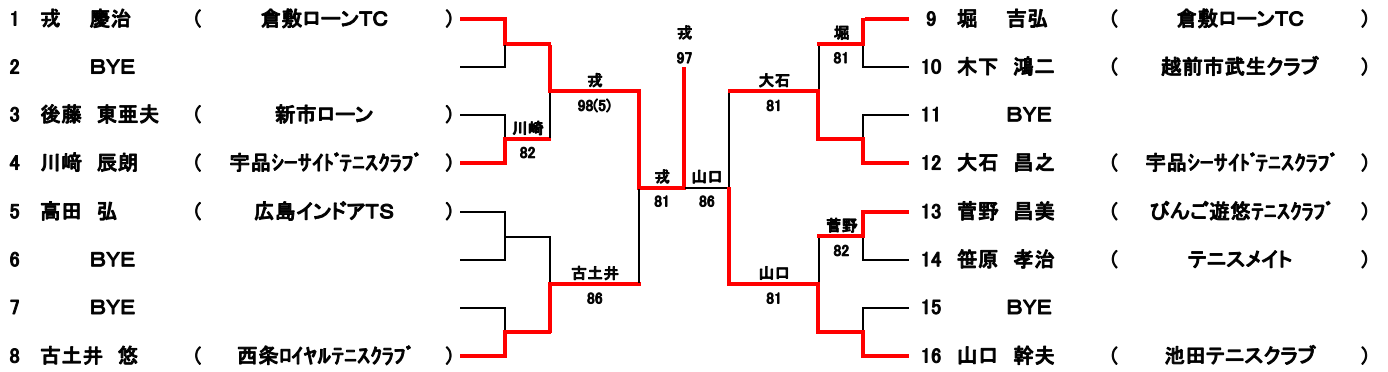 1 戎 慶治 ( 倉敷ローンTC )
2 BYE
3 後藤 東亜夫 ( 新市ローン )
4 川﨑 辰朗 ( 宇品シーサイドテニスクラブ )
5 高田 弘 ( 広島インドアTS )
6 BYE
7 BYE
8 古土井 悠 ( 西条ロイヤルテニスクラブ )
川﨑
82
戎
98(5)
古土井
86
戎
81
戎
97
山口
86
大石
81
山口
81
堀
81
菅野
82
9 堀 吉弘 ( 倉敷ローンTC )
10 木下 鴻二 ( 越前市武生クラブ )
11 BYE
12 大石 昌之 ( 宇品シーサイドテニスクラブ )
13 菅野 昌美 ( びんご遊悠テニスクラブ )
14 笹原 孝治 ( テニスメイト )
15 BYE
16 山口 幹夫 ( 池田テニスクラブ )